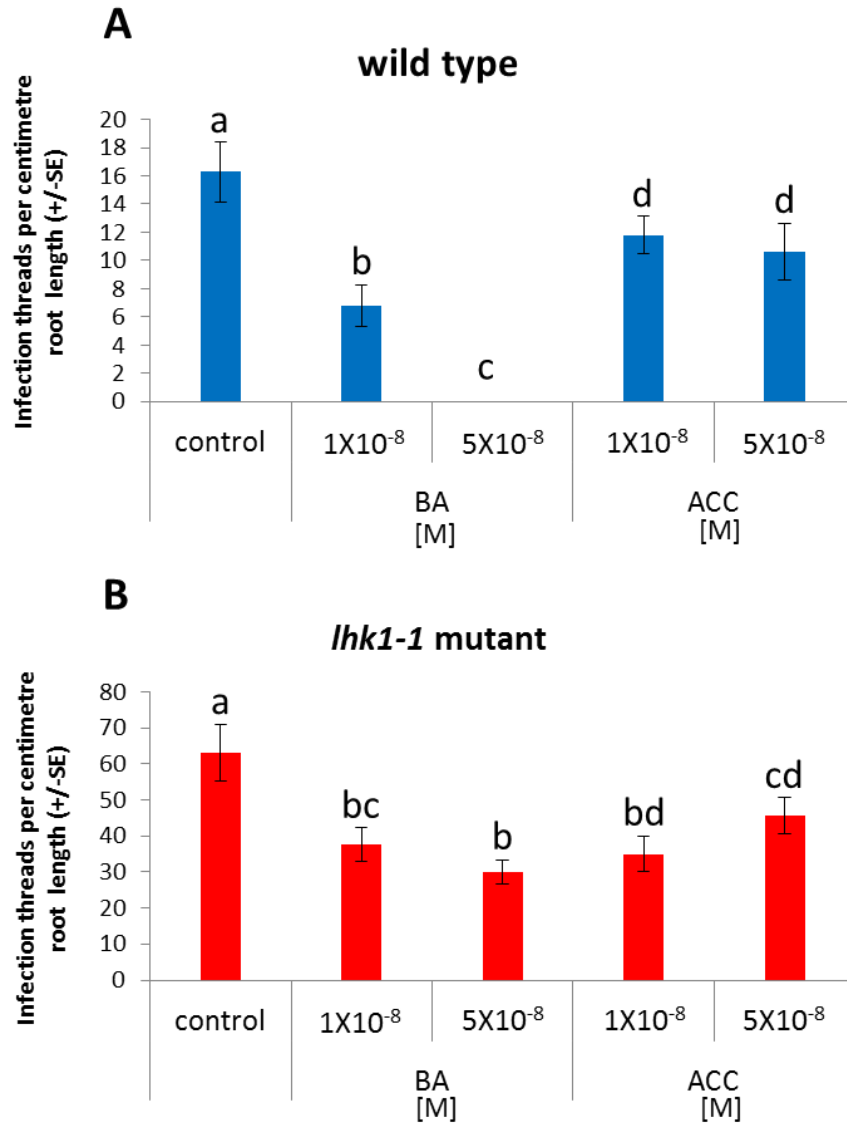 A
wild type
Infection threads per centimetre
root length (+/-SE)
20
18
16
14
12
10
8
6
4
2
0
a
b
c
d
d
control
1X10⁻⁸
5X10⁻⁸
1X10⁻⁸
5X10⁻⁸
BA
[M]
ACC
[M]
B
lhk1-1 mutant
Infection threads per centimetre
root length (+/-SE)
80
70
60
50
40
30
20
10
0
a
bc
b
bd
cd
control
1X10⁻⁸
5X10⁻⁸
1X10⁻⁸
5X10⁻⁸
BA
[M]
ACC
[M]